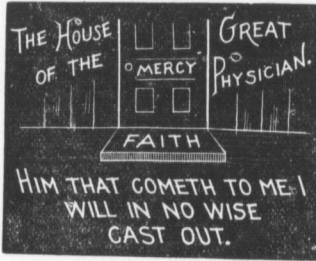 THE HOUSE
OF THE
MERCY
GREAT
PHYSICIAN.
FAITH
HIM THAT COMETH TO ME I
WILL IN NO WISE
CAST OUT.